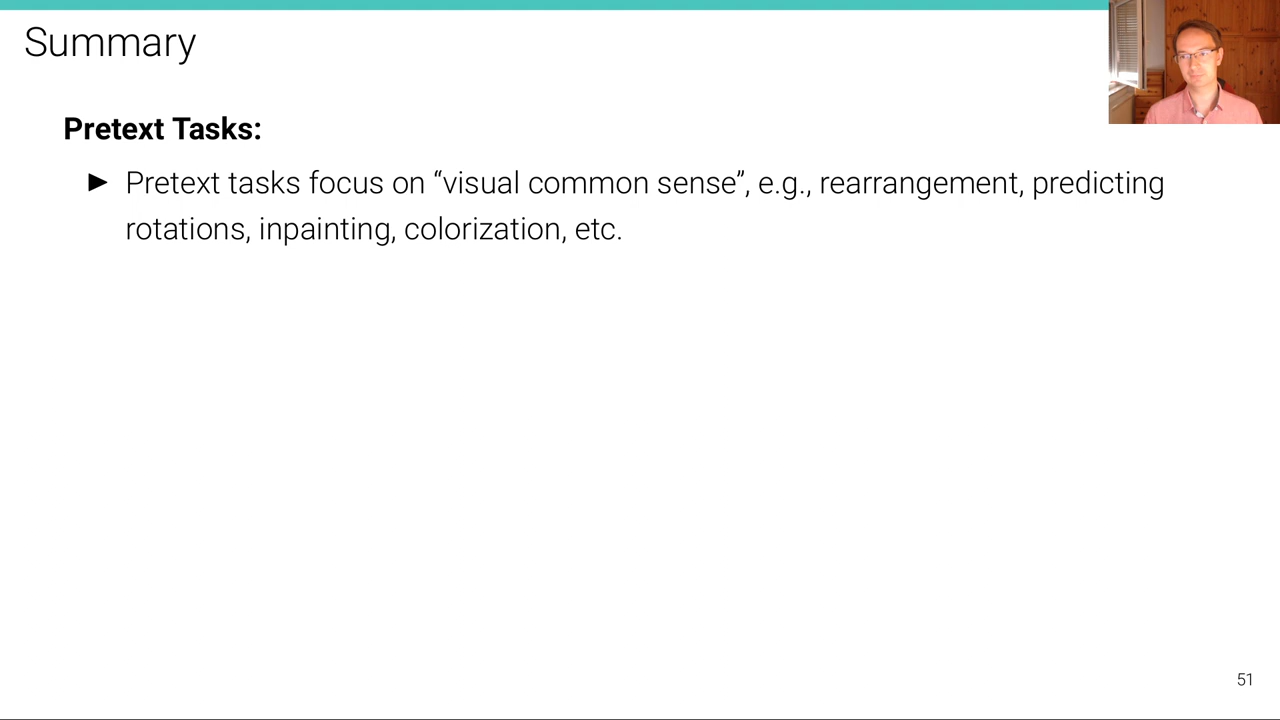 Summary
Pretext Tasks:
► Pretext tasks focus on “visual common sense”, e.g., rearrangement, predicting
rotations, inpainting, colorization, etc.
51